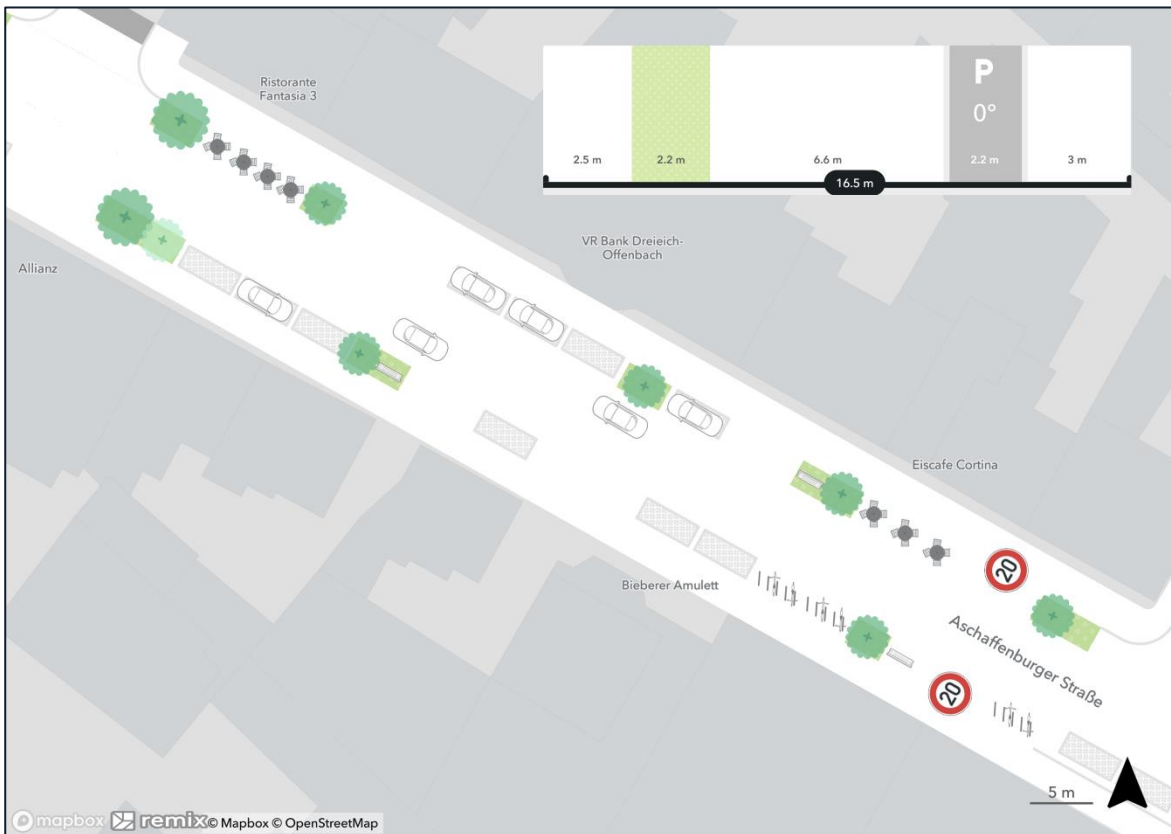 Ristorante
Fantasia 3
P
0°
2.5 m
2.2 m
6.6 m
2.2 m
3 m
16.5 m
VR Bank Dreieich-
Offenbach
Allianz
Eiscafe Cortina
20
Bieberer Amulett
Aschaffenburger Straße
20
5 m
mapbox remix © Mapbox © OpenStreetMap